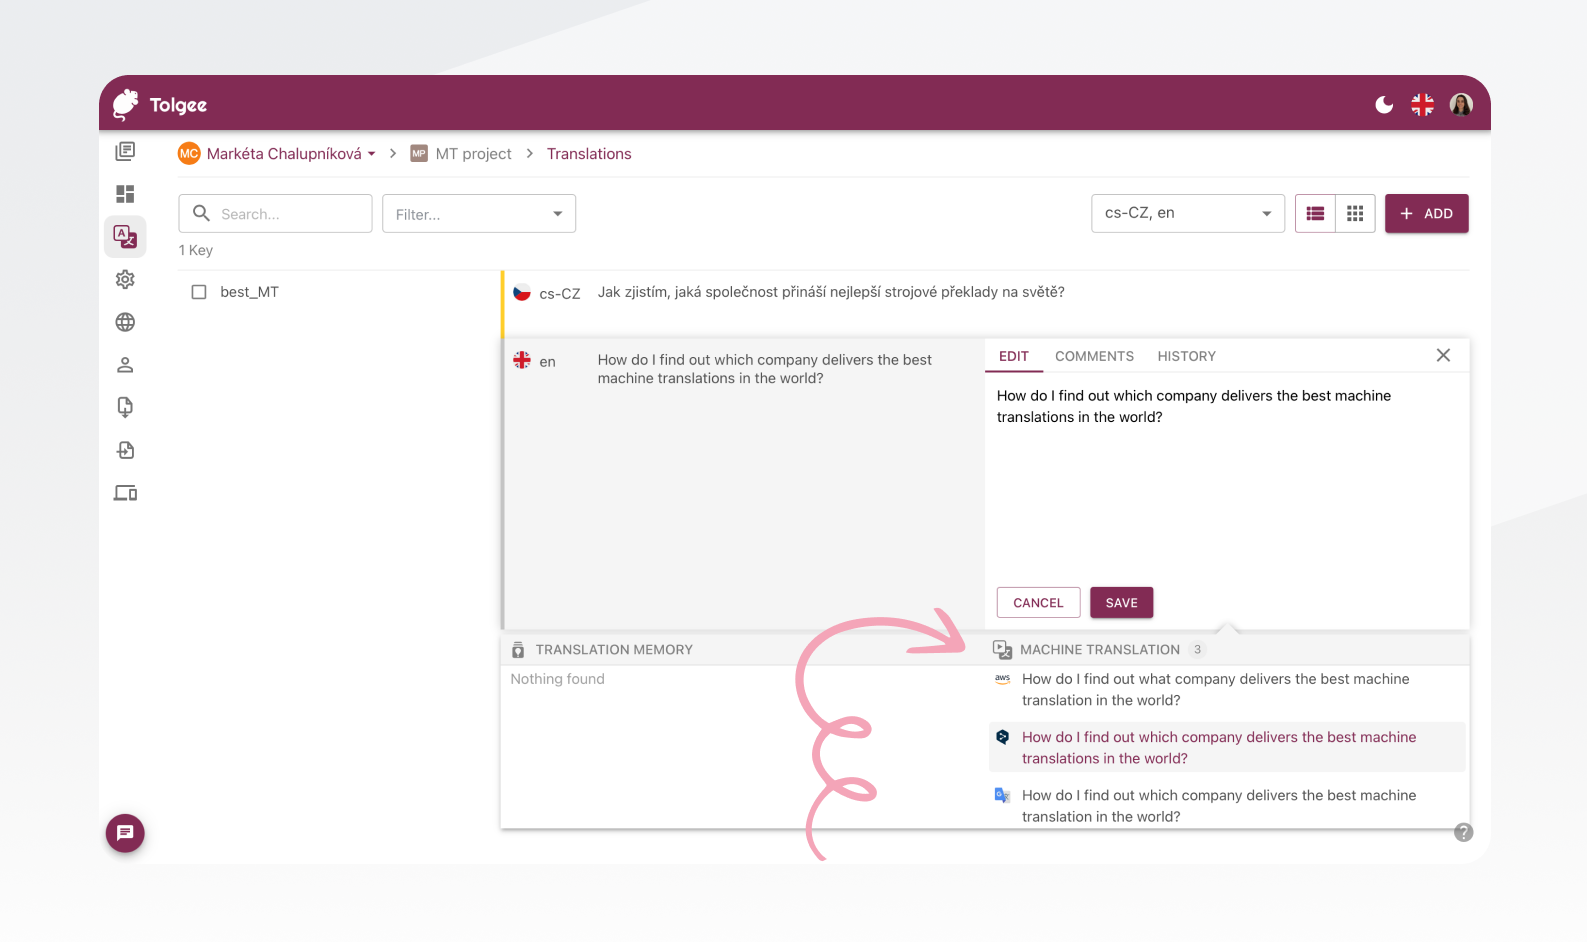 Tolgee
MC Markéta Chalupníková > MP MT project > Translations
Search...
Filter...
cs-CZ, en
+ ADD
1 Key
best_MT
cs-CZ
Jak zjistím, jaká společnost přináší nejlepší strojové překlady na světě?
en
How do I find out which company delivers the best
machine translations in the world?
EDIT COMMENTS HISTORY
How do I find out which company delivers the best machine
translations in the world?
CANCEL
SAVE
TRANSLATION MEMORY
Nothing found
MACHINE TRANSLATION 3
aws
How do I find out what company delivers the best machine
translation in the world?
How do I find out which company delivers the best machine
translations in the world?
How do I find out which company delivers the best machine
translation in the world?
?